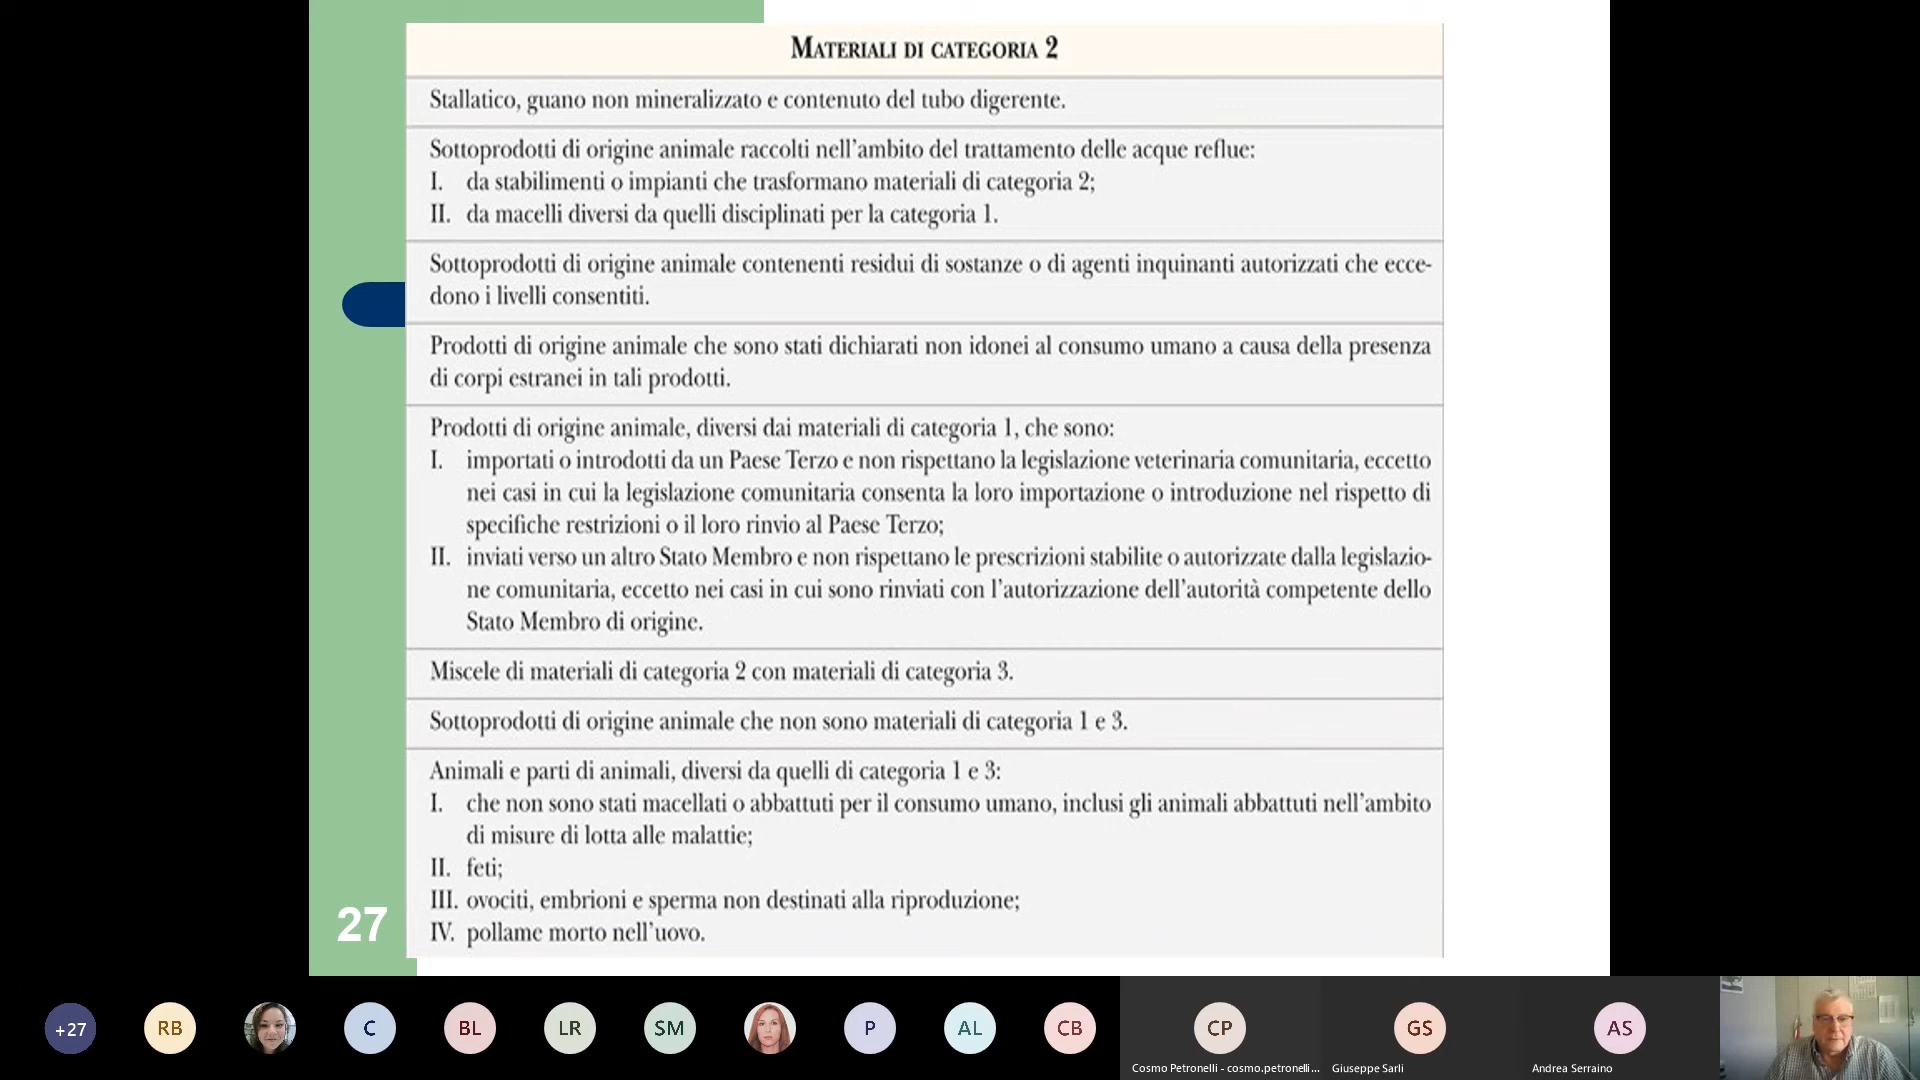 MATERIALI DI CATEGORIA 2
Stallatico, guano non mineralizzato e contenuto del tubo digerente.
Sottoprodotti di origine animale raccolti nell'ambito del trattamento delle acque reflue:
I. da stabilimenti o impianti che trasformano materiali di categoria 2;
II. da macelli diversi da quelli disciplinati per la categoria 1.
Sottoprodotti di origine animale contenenti residui di sostanze o di agenti inquinanti autorizzati che ecce-
dono i livelli consentiti.
Prodotti di origine animale che sono stati dichiarati non idonei al consumo umano a causa della presenza
di corpi estranei in tali prodotti.
Prodotti di origine animale, diversi dai materiali di categoria 1, che sono:
I. importati o introdotti da un Paese Terzo e non rispettano la legislazione veterinaria comunitaria, eccetto
nei casi in cui la legislazione comunitaria consenta la loro importazione o introduzione nel rispetto di
specifiche restrizioni o il loro rinvio al Paese Terzo;
II. inviati verso un altro Stato Membro e non rispettano le prescrizioni stabilite o autorizzate dalla legislazio-
ne comunitaria, eccetto nei casi in cui sono rinviati con l'autorizzazione dell'autorità competente dello
Stato Membro di origine.
Miscele di materiali di categoria 2 con materiali di categoria 3.
Sottoprodotti di origine animale che non sono materiali di categoria 1 e 3.
Animali e parti di animali, diversi da quelli di categoria 1 e 3:
I. che non sono stati macellati o abbattuti per il consumo umano, inclusi gli animali abbattuti nell'ambito
di misure di lotta alle malattie;
II. feti;
III. ovociti, embrioni e sperma non destinati alla riproduzione;
IV. pollame morto nell'uovo.
27
+27 RB C BL LR SM P AL CB CP GS AS
Cosmo Petronelli - cosmo.petronelli... Giuseppe Sarli Andrea Serraino